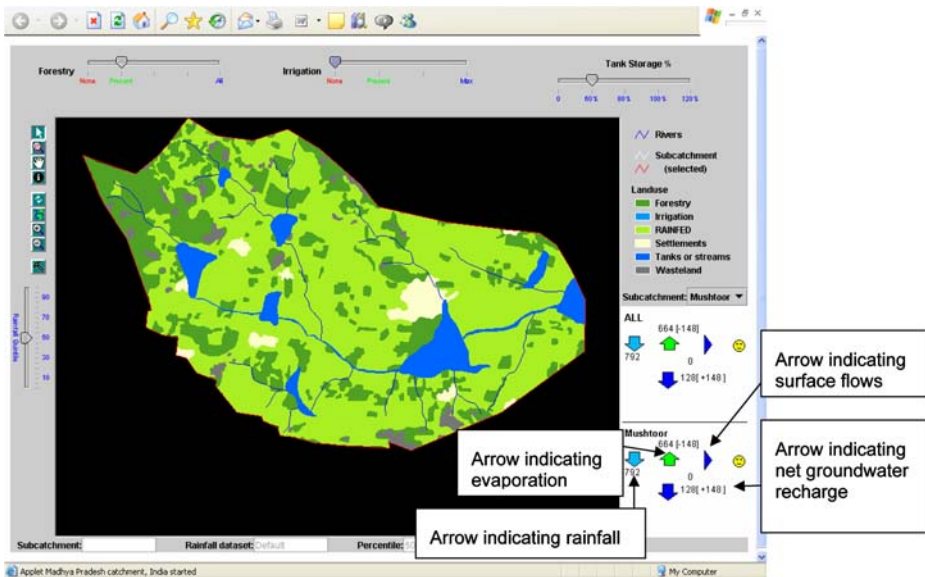 Forestry
None
Present
All
Irrigation
None
Present
Max
Tank Storage %
0
50%
80%
100%
120%
Rivers
Subcatchment
(selected)
Landuse
Forestry
Irrigation
RAINFED
Settlements
Tanks or streams
Wasteland
Subcatchment: Mushtoor
ALL
664 [-148]
792
0
128[+148]
Mushtoor
664 [-148]
792
0
128[+148]
Rainfall Quantile
90
70
50
30
10
Arrow indicating
surface flows
Arrow indicating
net groundwater
recharge
Arrow indicating
evaporation
Arrow indicating rainfall
Subcatchment:
Rainfall dataset: Default
Percentile: 50
Applet Madhya Pradesh catchment, India started
My Computer